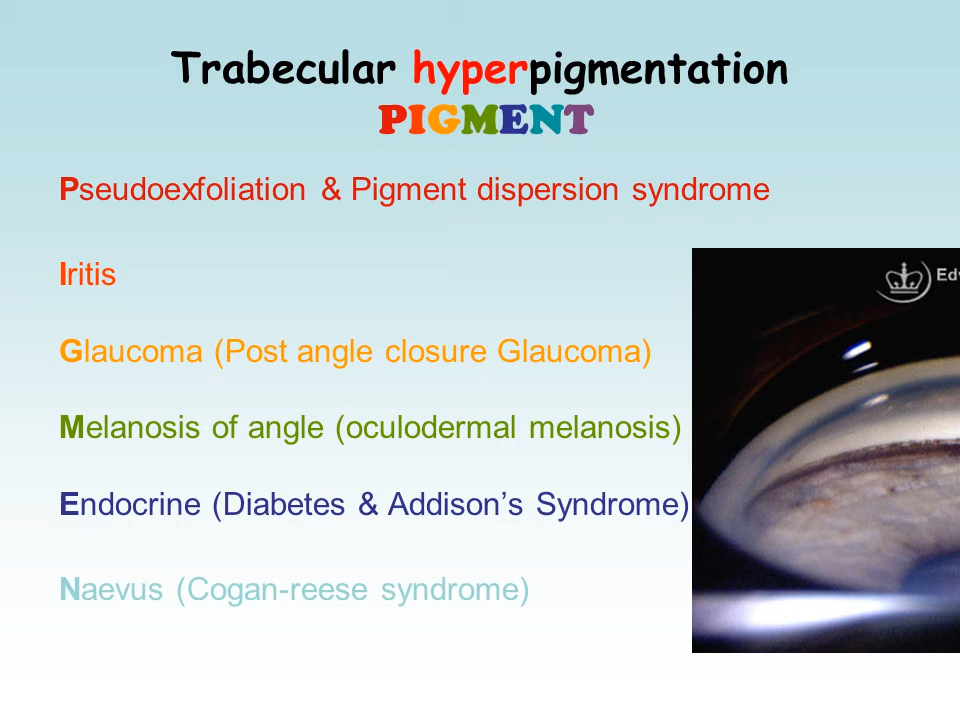 Trabecular hyperpigmentation
PIGMENT
Pseudoexfoliation & Pigment dispersion syndrome
Iritis
Glaucoma (Post angle closure Glaucoma)
Melanosis of angle (oculodermal melanosis)
Endocrine (Diabetes & Addison’s Syndrome)
Naevus (Cogan-reese syndrome)